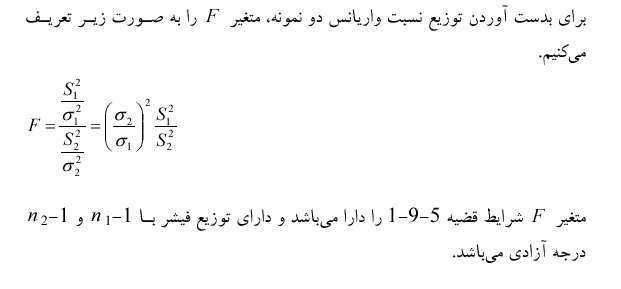 برای بدست آوردن توزیع نسبت واریانس دو نمونه، متغیر F را به صورت زیر تعریف
می‌کنیم.
F = \frac{\frac{S_1^2}{\sigma_1^2}}{\frac{S_2^2}{\sigma_2^2}} = \left(\frac{\sigma_2}{\sigma_1}\right)^2 \frac{S_1^2}{S_2^2}
متغیر F شرایط قضیه 5-9-1 را دارا می‌باشد و دارای توزیع فیشر بـا n_1-1 و n_2-1
درجه آزادی می‌باشد.